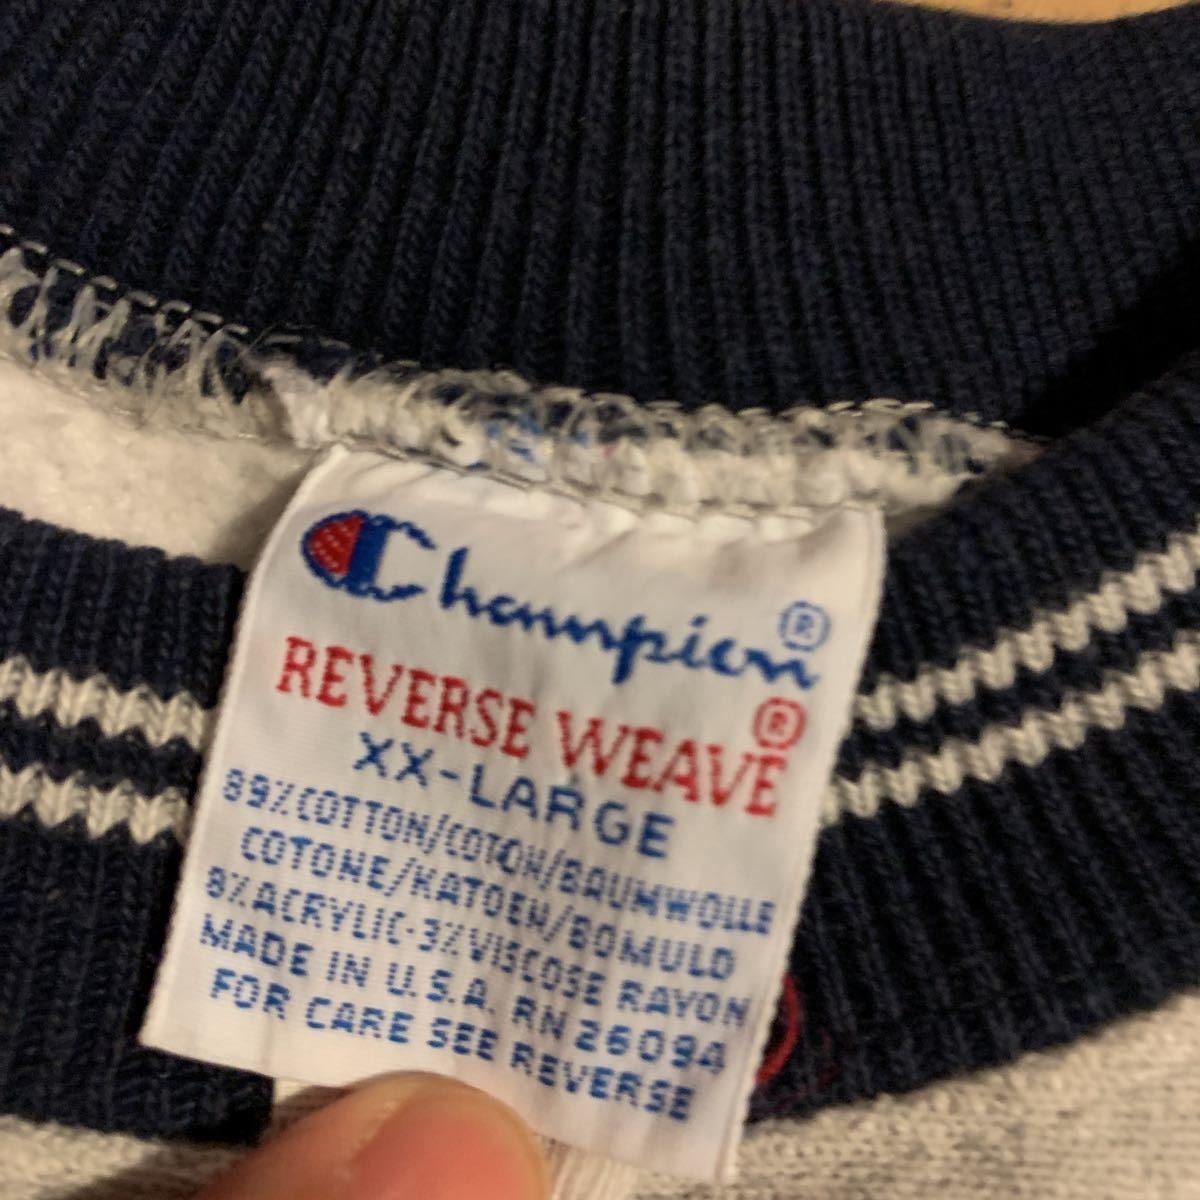 Champion®
REVERSE WEAVE®
XX-LARGE
89% COTTON/COTON/BAUMWOLLE
COTONE/KATOEN/BOMULD
8% ACRYLIC·3% VISCOSE RAYON
MADE IN U.S.A. RN 26094
FOR CARE SEE REVERSE